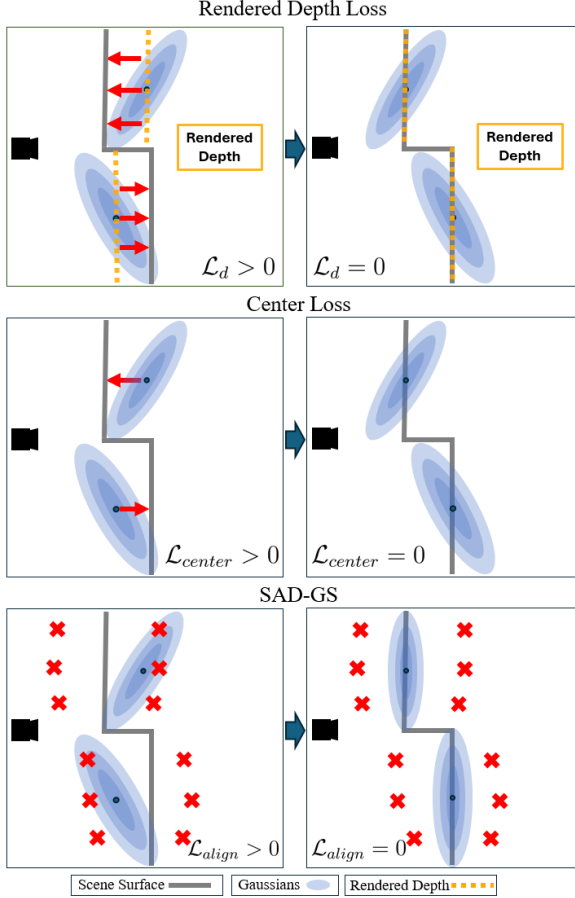 Rendered Depth Loss
Rendered
Depth
ℒ_d > 0
Rendered
Depth
ℒ_d = 0
Center Loss
ℒ_center > 0
ℒ_center = 0
SAD-GS
ℒ_align > 0
ℒ_align = 0
Scene Surface
Gaussians
Rendered Depth